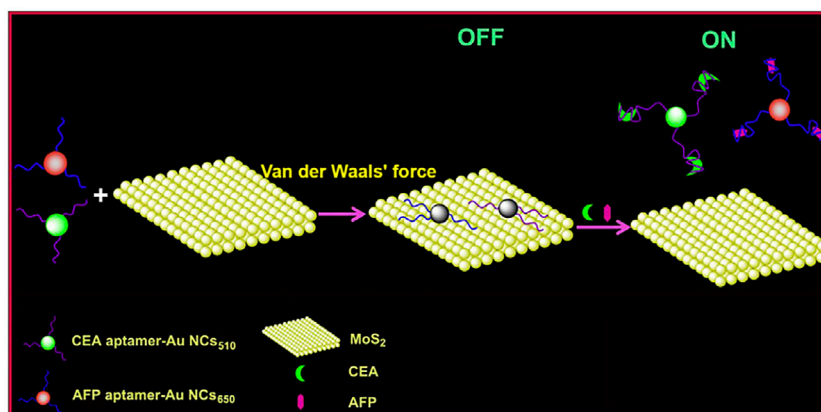 OFF
ON
Van der Waals' force
+
CEA aptamer-Au NCs510
MoS2
CEA
AFP aptamer-Au NCs650
AFP